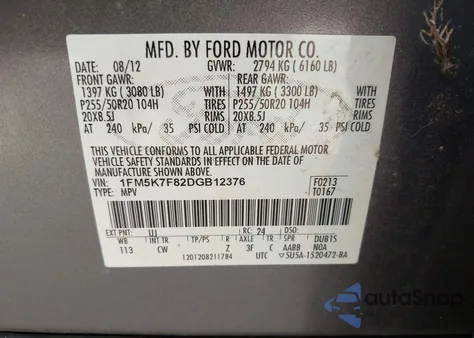 MFD. BY FORD MOTOR CO.
DATE: 08/12 GVWR: 2794 KG ( 6160 LB)
FRONT GAWR: REAR GAWR:
1397 KG ( 3080 LB) WITH 1497 KG ( 3300 LB) WITH
P255/50R20 104H TIRES P255/50R20 104H TIRES
20X8.5J RIMS 20X8.5J RIMS
AT 240 kPa/ 35 PSI COLD AT 240 kPa/ 35 PSI COLD
THIS VEHICLE CONFORMS TO ALL APPLICABLE FEDERAL MOTOR
VEHICLE SAFETY STANDARDS IN EFFECT ON THE DATE OF
MANUFACTURE SHOWN ABOVE.
VIN: 1FM5K7F82DGB12376 F0213
TYPE: MPV T0167
EXT PNT: UJ RC: 24 DSO:
WB INT TR TP/PS R AXLE TR SPR DUB1S
113 CW Z 3F C AABB N0A
1201208211784 UTC 5U5A-1520472-BA
autoSnap